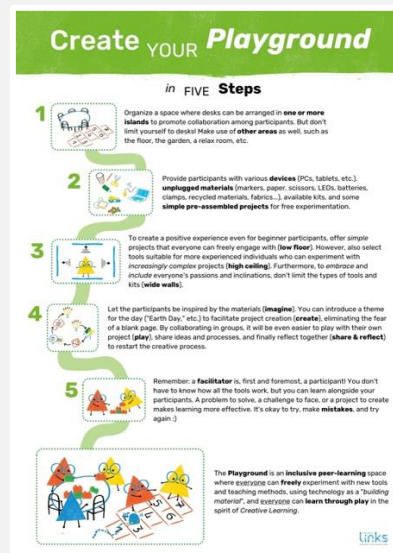 Create YOUR Playground
in FIVE Steps
1
Organize a space where desks can be arranged in one or more
islands to promote collaboration among participants. But don't
limit yourself to desks! Make use of other areas as well, such as
the floor, the garden, a relax room, etc.
2
Provide participants with various devices (PCs, tablets, etc.),
unplugged materials (markers, paper, scissors, LEDs, batteries,
clamps, recycled materials, fabrics...), available kits, and some
simple pre-assembled projects for free experimentation.
3
To create a positive experience even for beginner participants, offer simple
projects that everyone can freely engage with (low floor). However, also select
tools suitable for more experienced individuals who can experiment with
increasingly complex projects (high ceiling). Furthermore, to embrace and
include everyone's passions and inclinations, don't limit the types of tools and
kits (wide walls).
4
Let the participants be inspired by the materials (imagine). You can introduce a theme
for the day ("Earth Day," etc.) to facilitate project creation (create), eliminating the fear
of a blank page. By collaborating in groups, it will be even easier to play with their own
project (play), share ideas and processes, and finally reflect together (share & reflect)
to restart the creative process.
5
Remember: a facilitator is, first and foremost, a participant! You don't
have to know how all the tools work, but you can learn alongside your
participants. A problem to solve, a challenge to face, or a project to create
makes learning more effective. It's okay to try, make mistakes, and try
again :)
The Playground is an inclusive peer-learning space
where everyone can freely experiment with new tools
and teaching methods, using technology as a "building
material", and everyone can learn through play in the
spirit of Creative Learning.
links